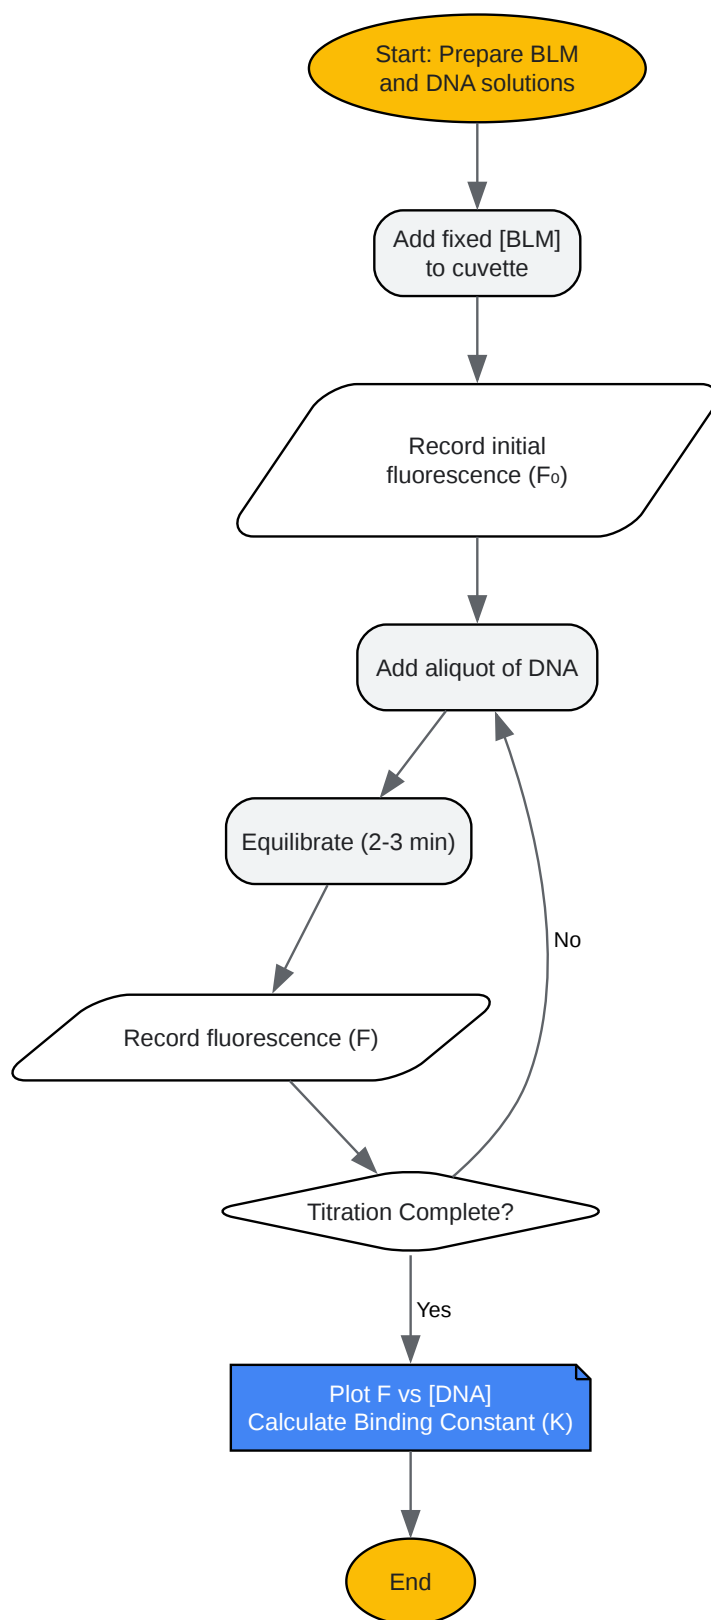 Start: Prepare BLM
and DNA solutions
Add fixed [BLM]
to cuvette
Record initial
fluorescence (F₀)
Add aliquot of DNA
Equilibrate (2-3 min)
No
Record fluorescence (F)
Titration Complete?
Yes
Plot F vs [DNA]
Calculate Binding Constant (K)
End